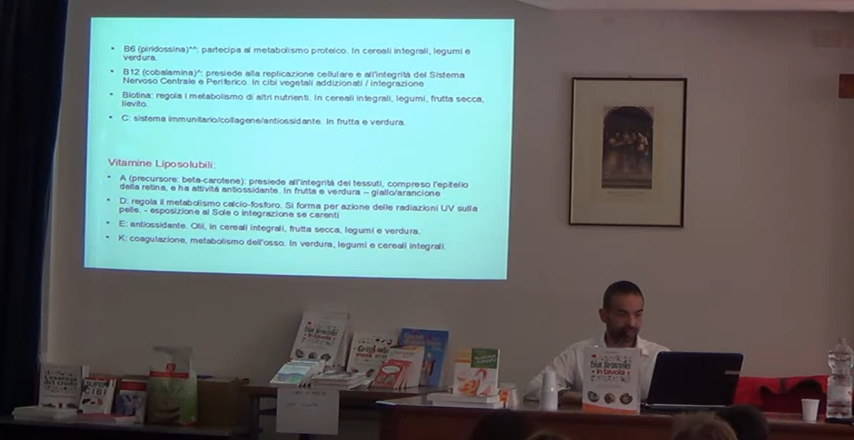 • B6 (piridossina)^^: partecipa al metabolismo proteico. In cereali integrali, legumi e
verdura.
• B12 (cobalamina)^: presiede alla replicazione cellulare e all'integrità del Sistema
Nervoso Centrale e Periferico. In cibi vegetali addizionati / integrazione
• Biotina: regola i metabolismo di altri nutrienti. In cereali integrali, legumi, frutta secca,
lievito.
• C: sistema immunitario/collagene/antiossidante. In frutta e verdura.
Vitamine Liposolubili:
• A (precursore: beta-carotene): presiede all'integrità dei tessuti, compreso l'epitelio
della retina, e ha attività antiossidante. In frutta e verdura – giallo/arancione
• D: regola il metabolismo calcio-fosforo. Si forma per azione delle radiazioni UV sulla
pelle. - esposizione al Sole o integrazione se carenti
• E: antiossidante. Olii, in cereali integrali, frutta secca, legumi e verdura.
• K: coagulazione, metabolismo dell'osso. In verdura, legumi e cereali integrali.
in tavola
CIBI
in tavola